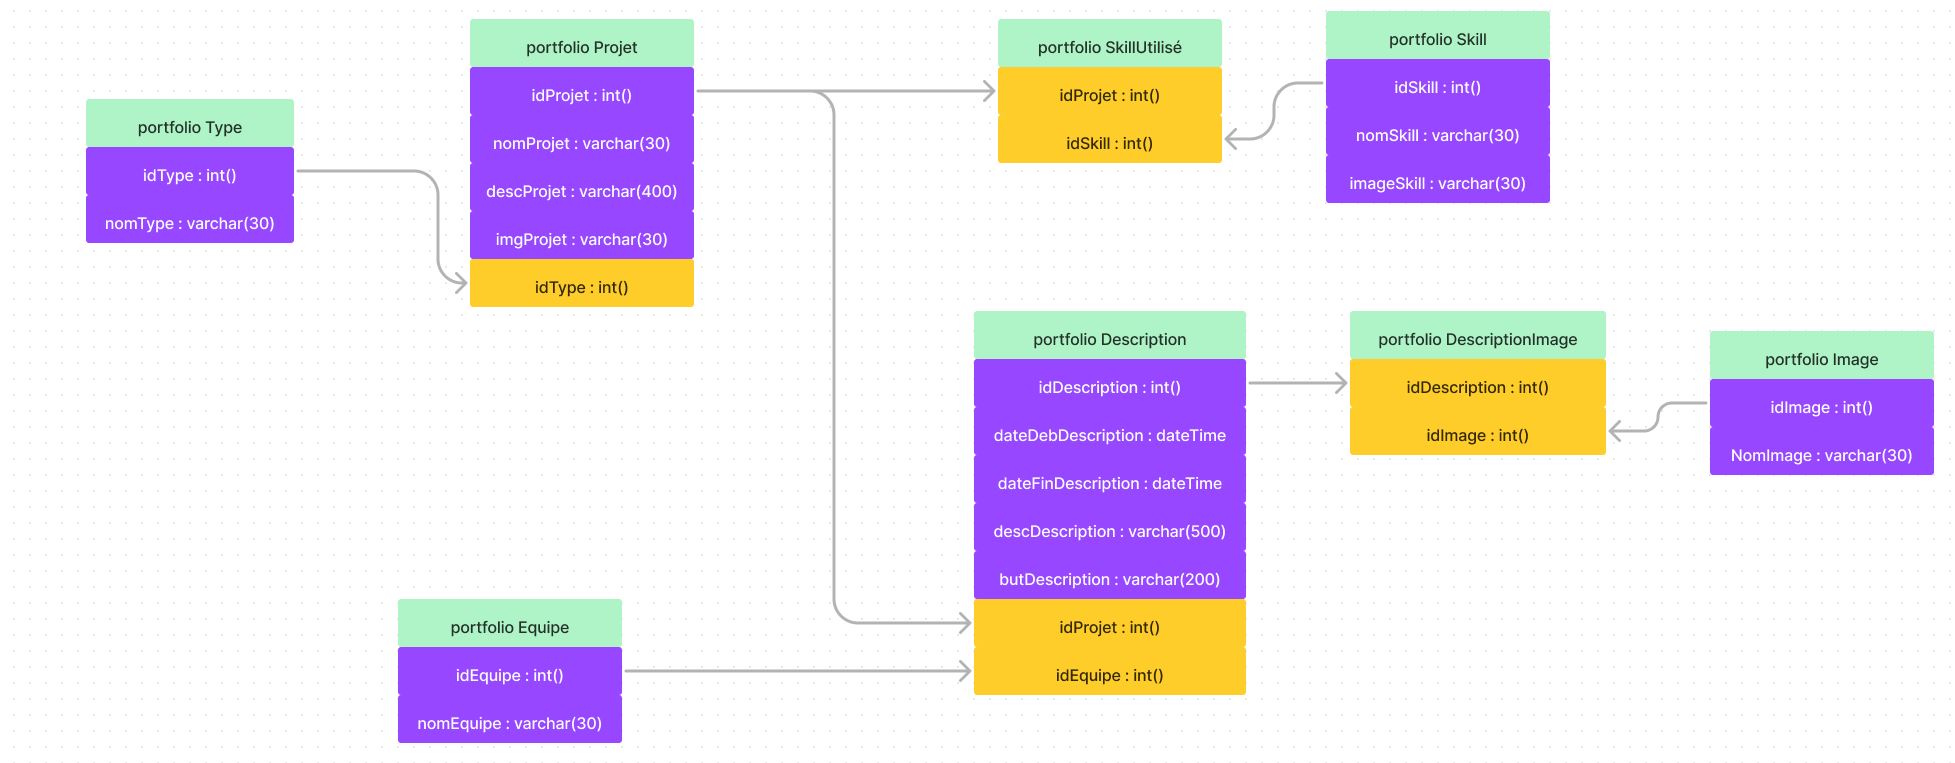 portfolio Type
idType : int()
nomType : varchar(30)
portfolio Projet
idProjet : int()
nomProjet : varchar(30)
descProjet : varchar(400)
imgProjet : varchar(30)
idType : int()
portfolio SkillUtilisé
idProjet : int()
idSkill : int()
portfolio Skill
idSkill : int()
nomSkill : varchar(30)
imageSkill : varchar(30)
portfolio Description
idDescription : int()
dateDebDescription : dateTime
dateFinDescription : dateTime
descDescription : varchar(500)
butDescription : varchar(200)
idProjet : int()
idEquipe : int()
portfolio DescriptionImage
idDescription : int()
idImage : int()
portfolio Image
idImage : int()
NomImage : varchar(30)
portfolio Equipe
idEquipe : int()
nomEquipe : varchar(30)